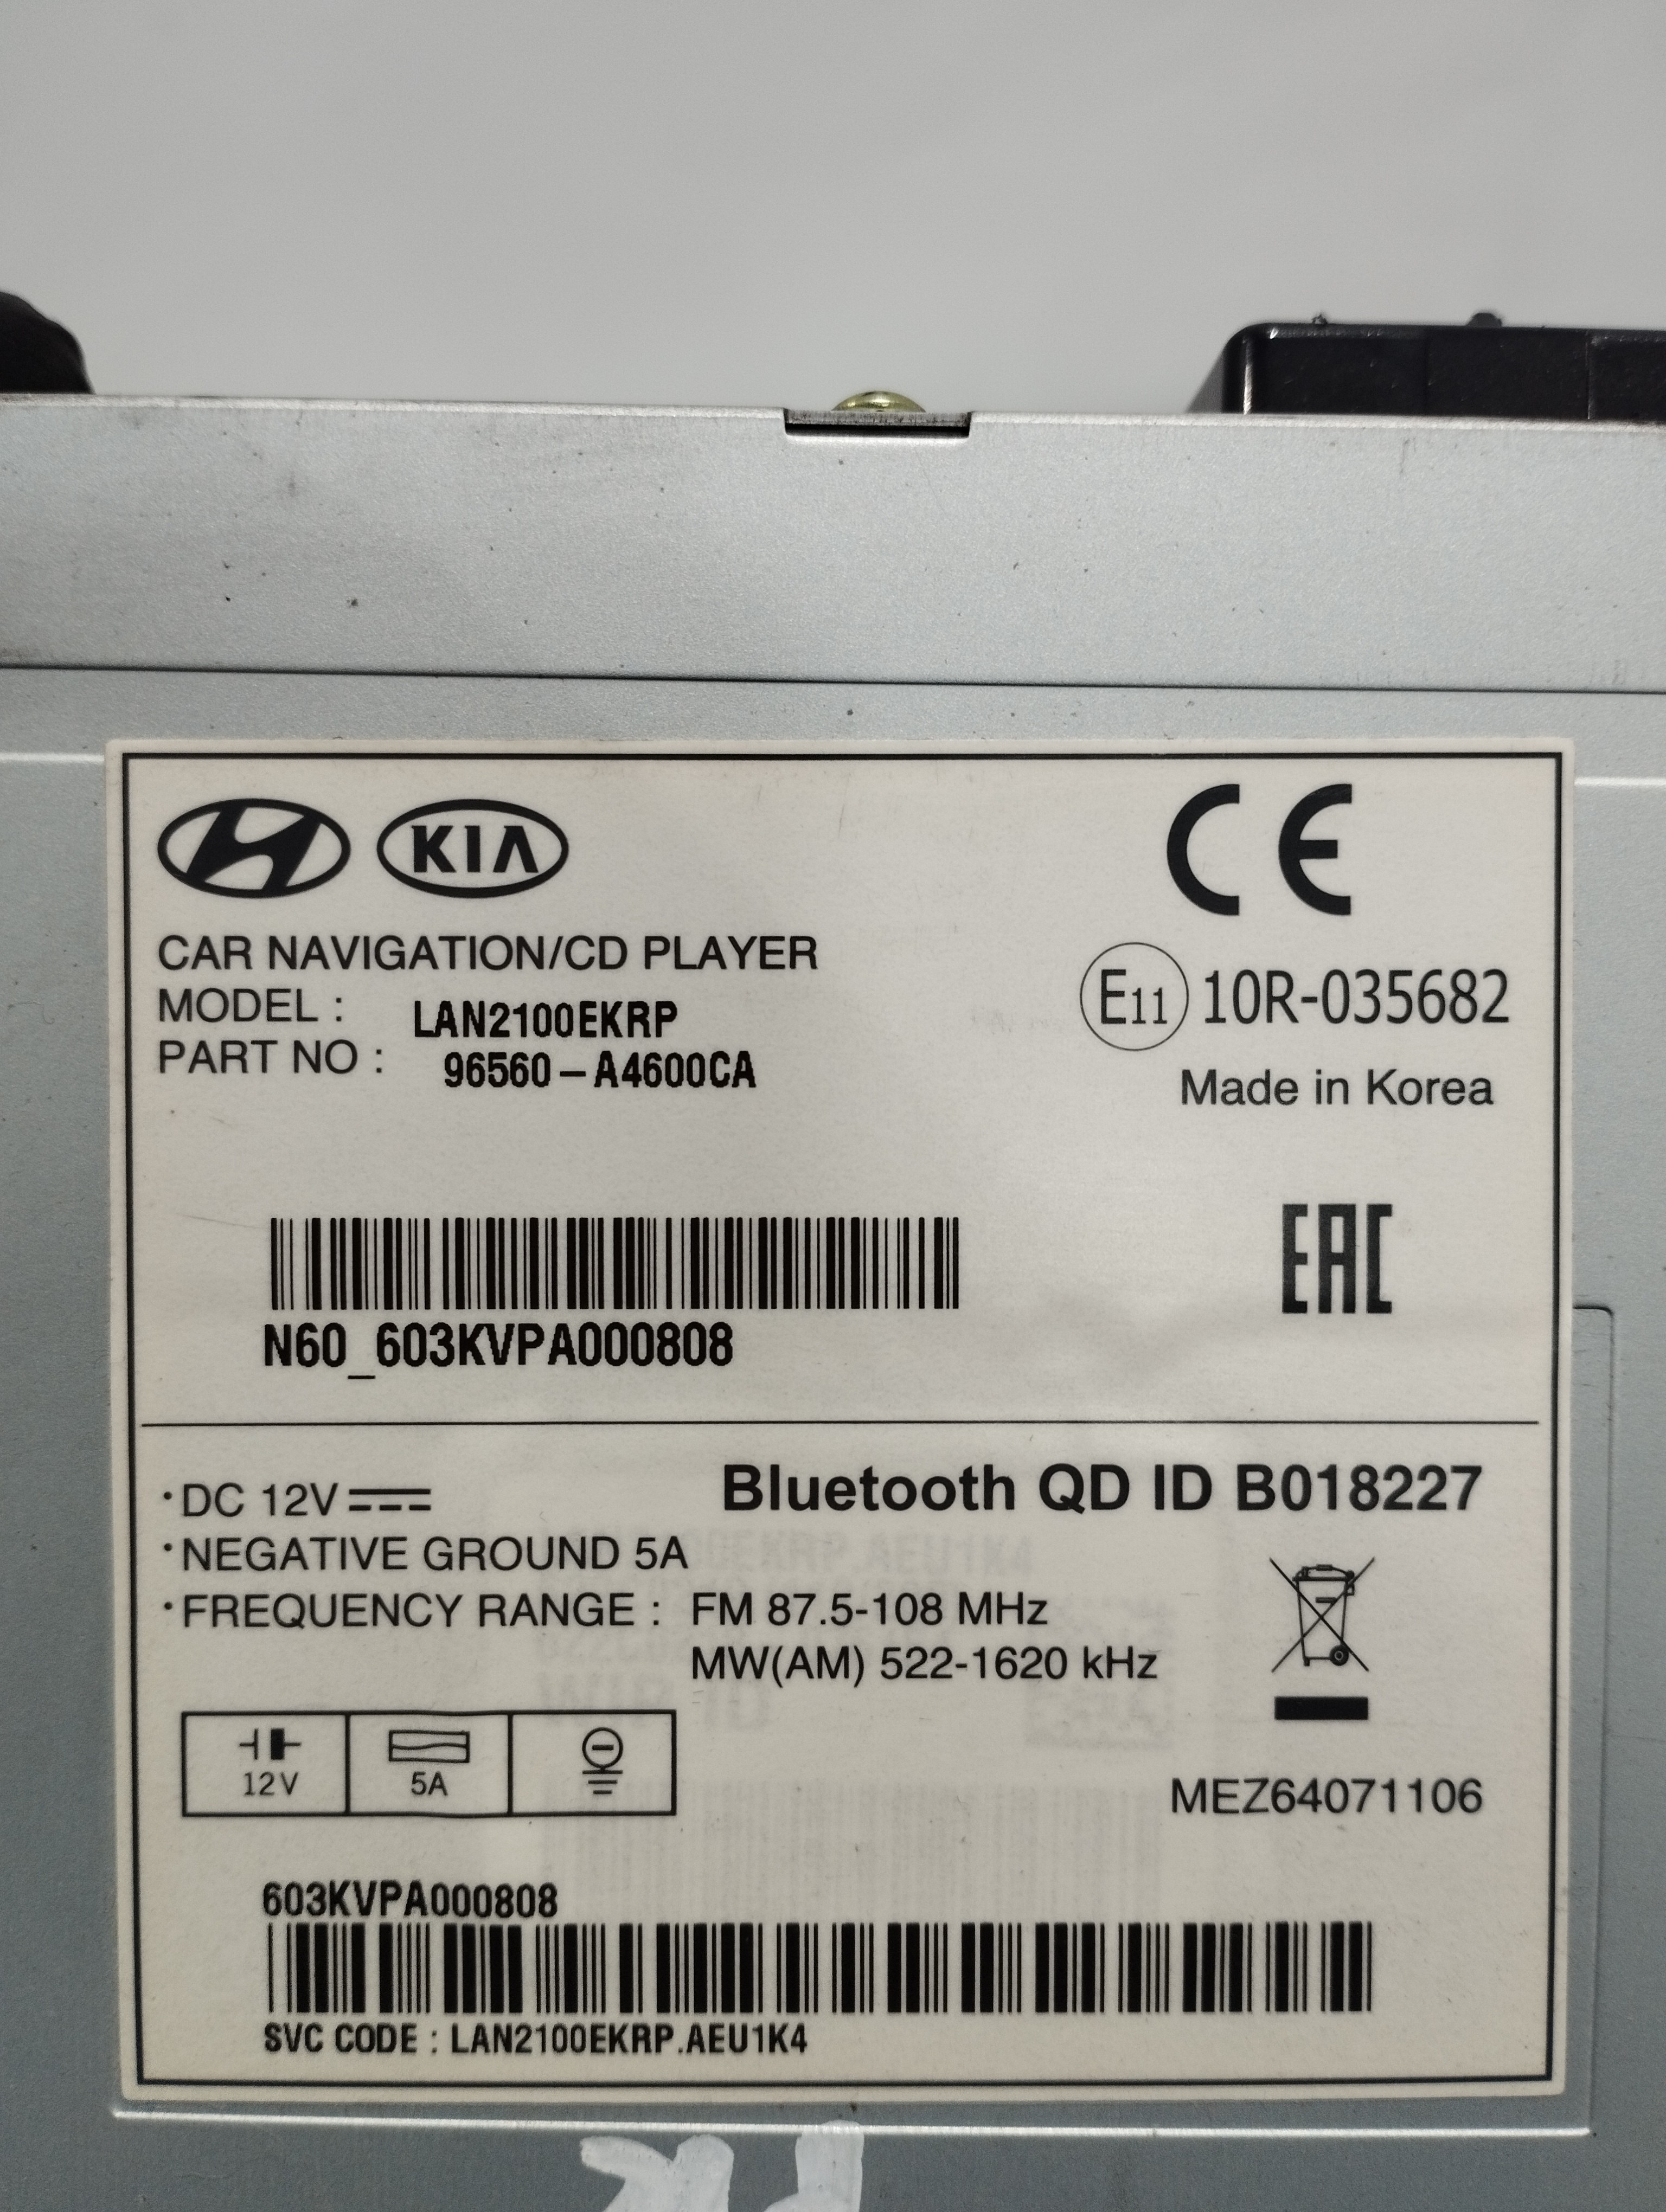 KIA
CE
CAR NAVIGATION/CD PLAYER
MODEL : LAN2100EKRP
PART NO : 96560-A4600CA
E11 10R-035682
Made in Korea
EAC
N60_603KVPA000808
Bluetooth QD ID B018227
·DC 12V
·NEGATIVE GROUND 5A
·FREQUENCY RANGE : FM 87.5-108 MHz
MW(AM) 522-1620 kHz
12V 5A
MEZ64071106
603KVPA000808
SVC CODE : LAN2100EKRP.AEU1K4